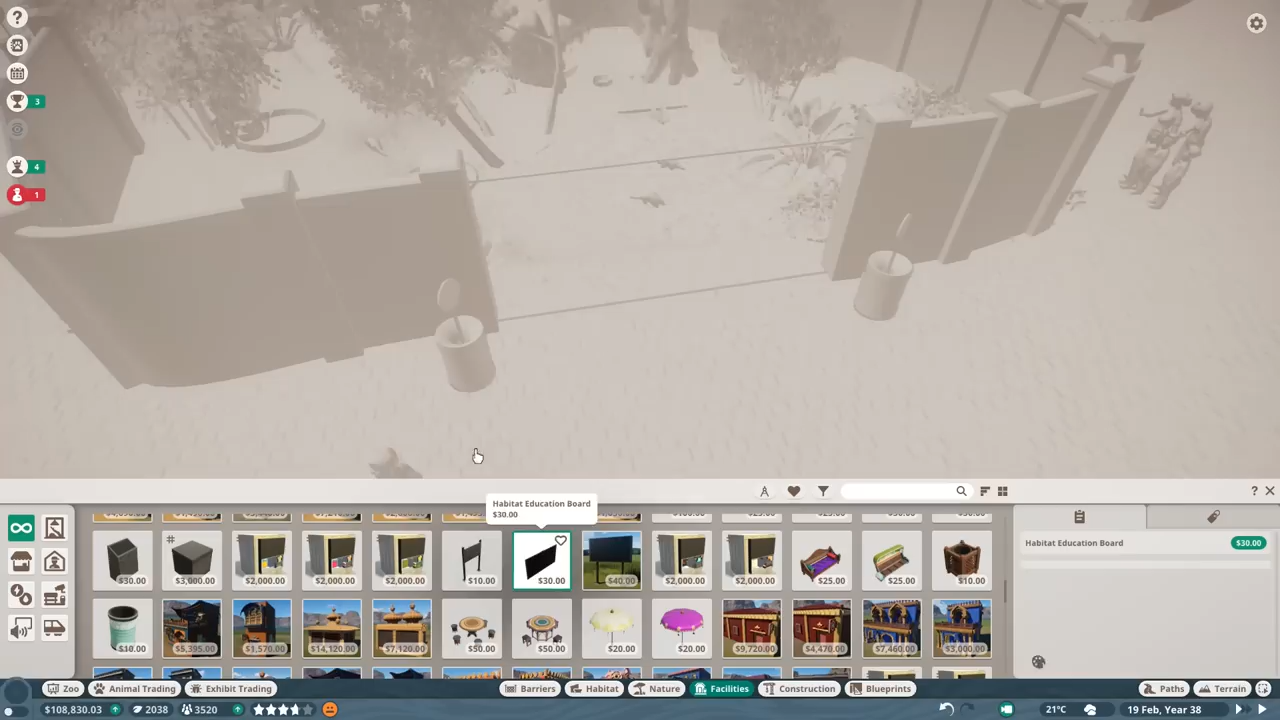 3
4
1
Habitat Education Board
$30.00
Habitat Education Board $30.00
$30.00 $3,000.00 $2,000.00 $2,000.00 $2,000.00 $10.00 $30.00 $40.00 $2,000.00 $2,000.00 $25.00 $25.00 $10.00
$10.00 $5,395.00 $1,570.00 $14,120.00 $7,120.00 $50.00 $50.00 $20.00 $20.00 $9,720.00 $4,470.00 $7,460.00 $3,000.00
Zoo Animal Trading Exhibit Trading Barriers Habitat Nature Facilities Construction Blueprints Paths Terrain
$108,830.03 2038 3520 21°C 19 Feb, Year 38